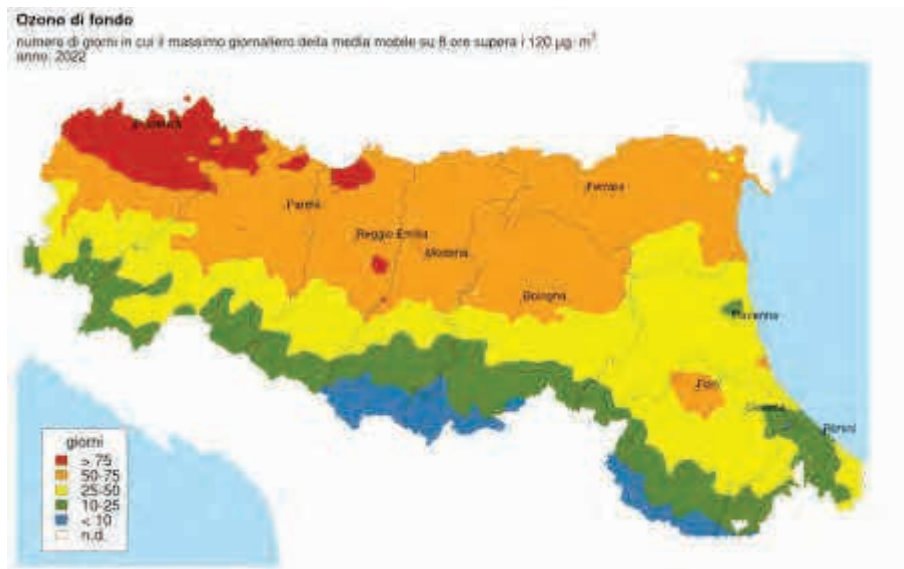 Ozono di fondo
numero di giorni in cui il massimo giornaliero della media mobile su 8 ore supera i 120 µg m³
anno: 2022
Piacenza
Parma
Reggio Emilia
Modena
Ferrara
Bologna
Ravenna
Forlì
Cesena
Rimini
giorni
> 75
50-75
25-50
10-25
< 10
n.d.